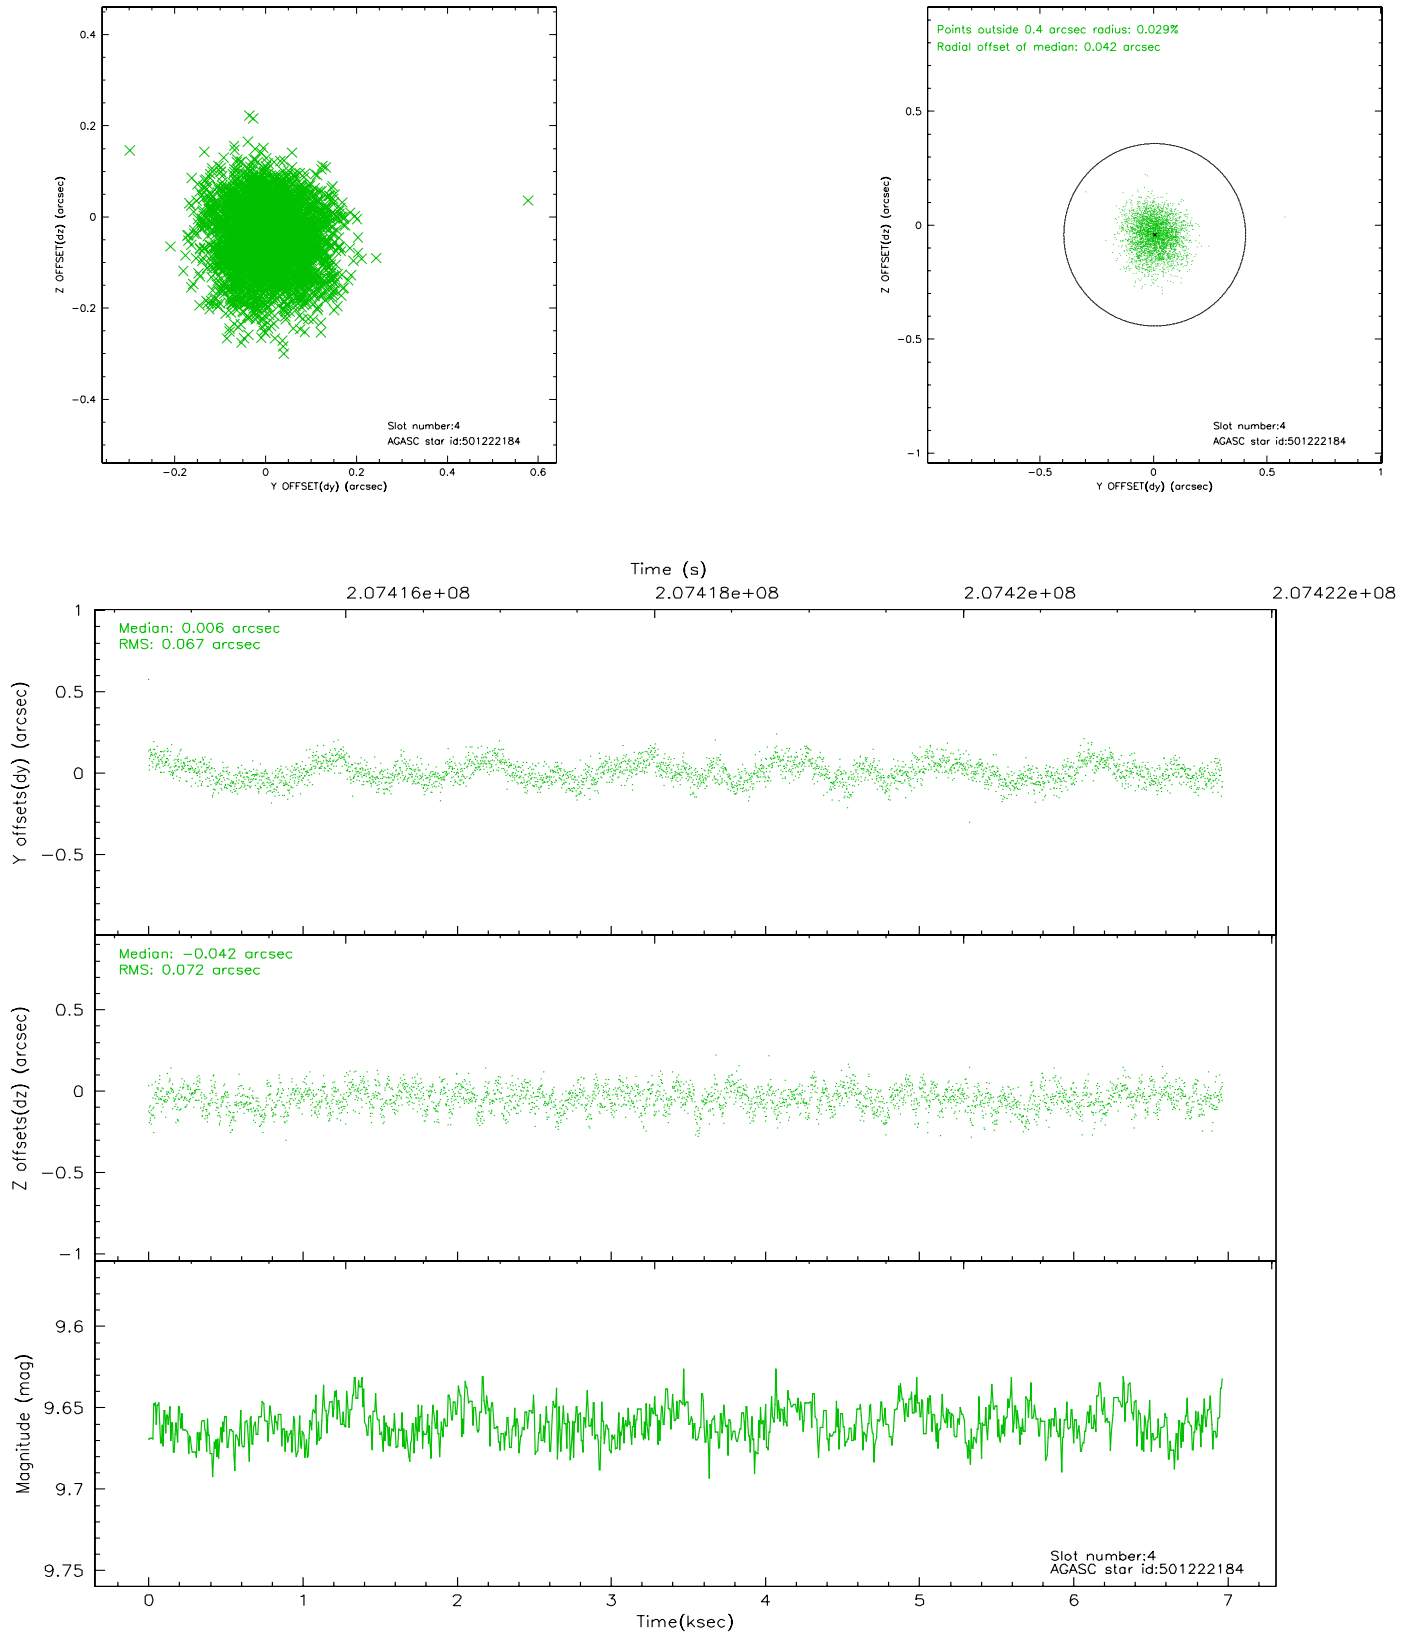 0.4
0.2
0
−0.2
−0.4
Z OFFSET(dz) (arcsec)
−0.2
0
0.2
0.4
0.6
Y OFFSET(dy) (arcsec)
Slot number:4
AGASC star id:501222184
Points outside 0.4 arcsec radius: 0.029%
Radial offset of median: 0.042 arcsec
0.5
0
−0.5
−1
Z OFFSET(dz) (arcsec)
−0.5
0
0.5
1
Y OFFSET(dy) (arcsec)
Slot number:4
AGASC star id:501222184
Time (s)
2.07416e+08
2.07418e+08
2.0742e+08
2.07422e+08
1
0.5
0
−0.5
Y offsets(dy) (arcsec)
Median: 0.006 arcsec
RMS: 0.067 arcsec
0.5
0
−0.5
−1
Z offsets(dz) (arcsec)
Median: −0.042 arcsec
RMS: 0.072 arcsec
9.6
9.65
9.7
9.75
Magnitude (mag)
Slot number:4
AGASC star id:501222184
0
1
2
3
4
5
6
7
Time(ksec)